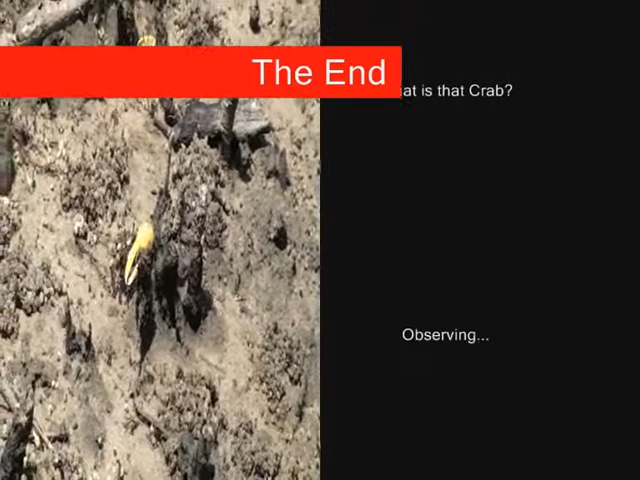 The End
at is that Crab?
Observing...